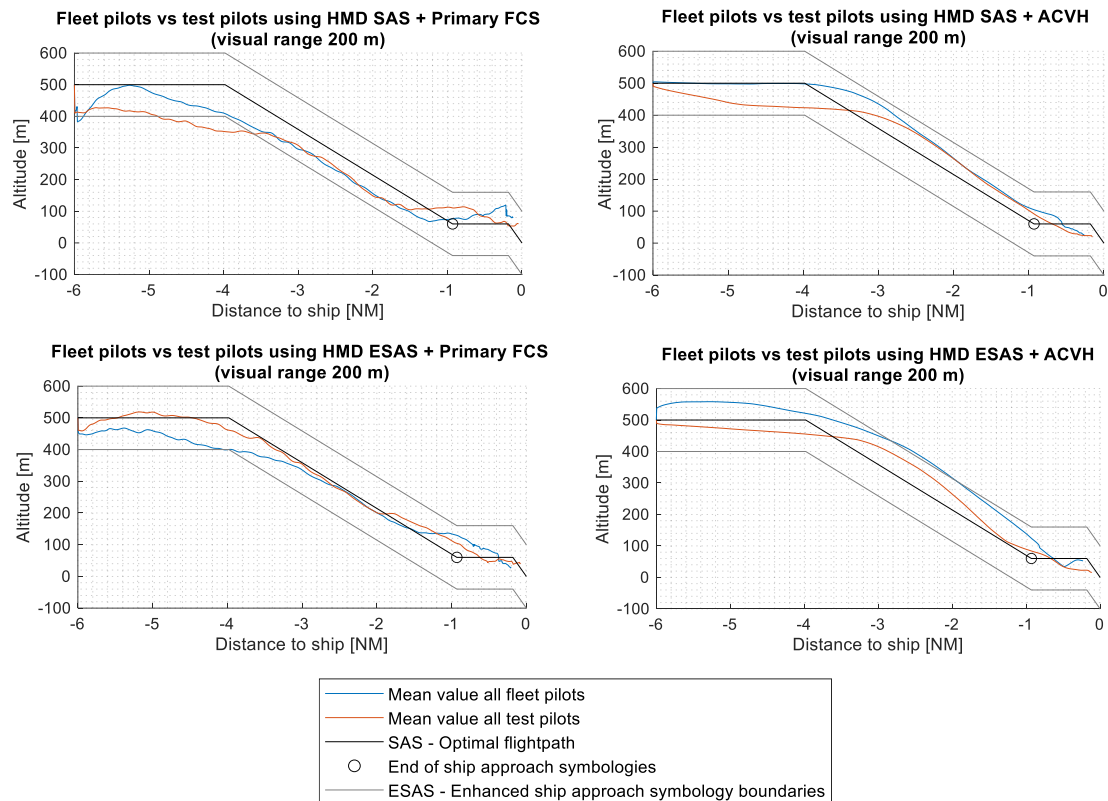 Fleet pilots vs test pilots using HMD SAS + Primary FCS
(visual range 200 m)
600
500
400
300
200
100
0
-100
Altitude [m]
-6 -5 -4 -3 -2 -1 0
Distance to ship [NM]
Fleet pilots vs test pilots using HMD SAS + ACVH
(visual range 200 m)
600
500
400
300
200
100
0
-100
Altitude [m]
-6 -5 -4 -3 -2 -1 0
Distance to ship [NM]
Fleet pilots vs test pilots using HMD ESAS + Primary FCS
(visual range 200 m)
600
500
400
300
200
100
0
-100
Altitude [m]
-6 -5 -4 -3 -2 -1 0
Distance to ship [NM]
Fleet pilots vs test pilots using HMD ESAS + ACVH
(visual range 200 m)
600
500
400
300
200
100
0
-100
Altitude [m]
-6 -5 -4 -3 -2 -1 0
Distance to ship [NM]
Mean value all fleet pilots
Mean value all test pilots
SAS - Optimal flightpath
End of ship approach symbologies
ESAS - Enhanced ship approach symbology boundaries